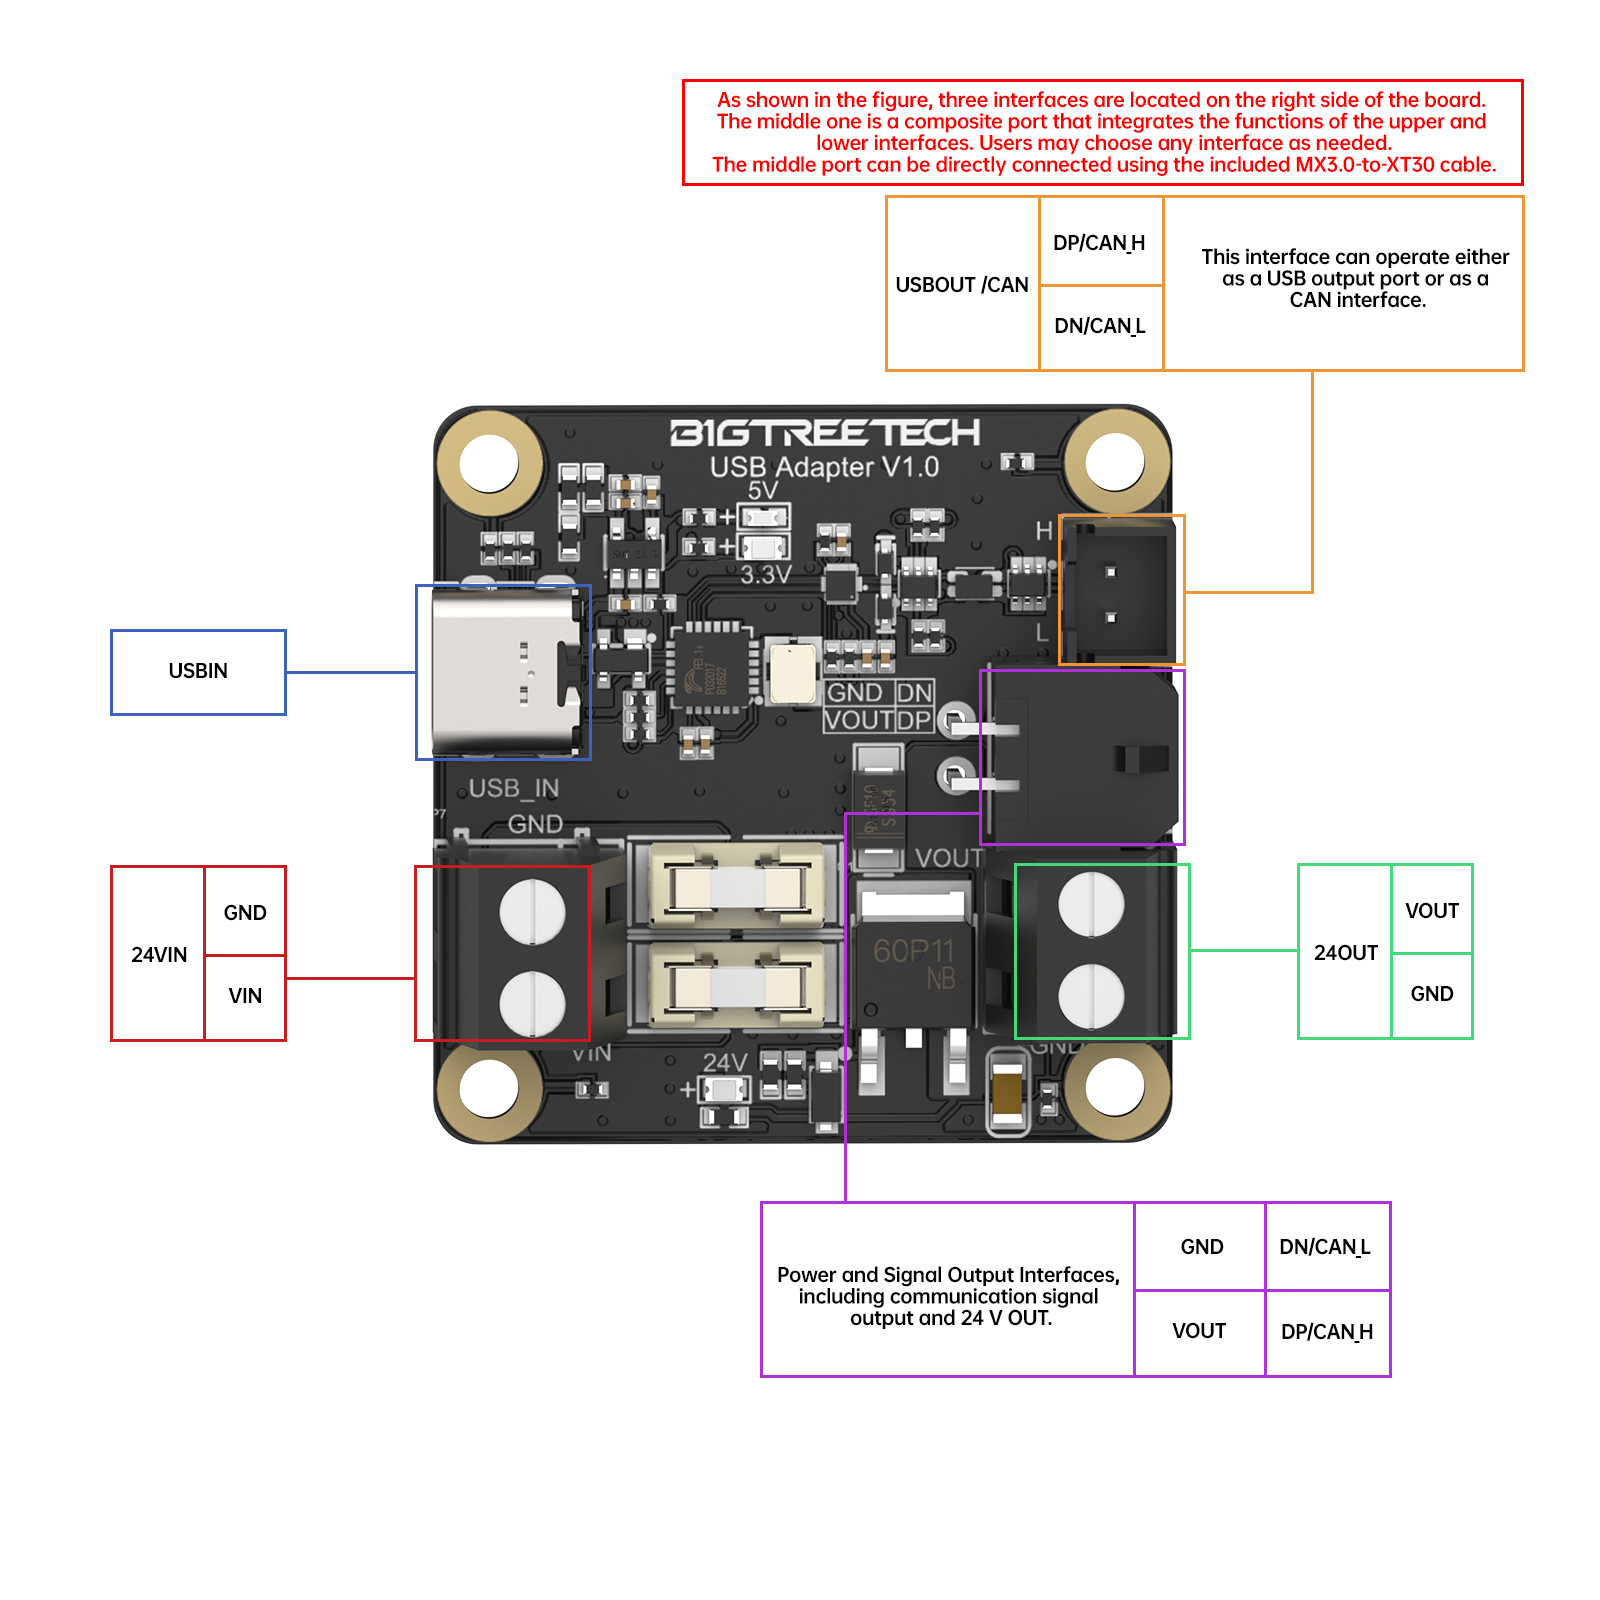 As shown in the figure, three interfaces are located on the right side of the board.
The middle one is a composite port that integrates the functions of the upper and
lower interfaces. Users may choose any interface as needed.
The middle port can be directly connected using the included MX3.0-to-XT30 cable.
USBOUT /CAN
DP/CAN_H
DN/CAN_L
This interface can operate either
as a USB output port or as a
CAN interface.
BIGTREETECH
USB Adapter V1.0
5V
3.3V
H
L
USBIN
GND DN
VOUT DP
USB_IN
GND
VOUT
24VIN
GND
VIN
60P11
NB
24OUT
VOUT
GND
VIN
24V
GND
Power and Signal Output Interfaces,
including communication signal
output and 24 V OUT.
GND
DN/CAN_L
VOUT
DP/CAN_H